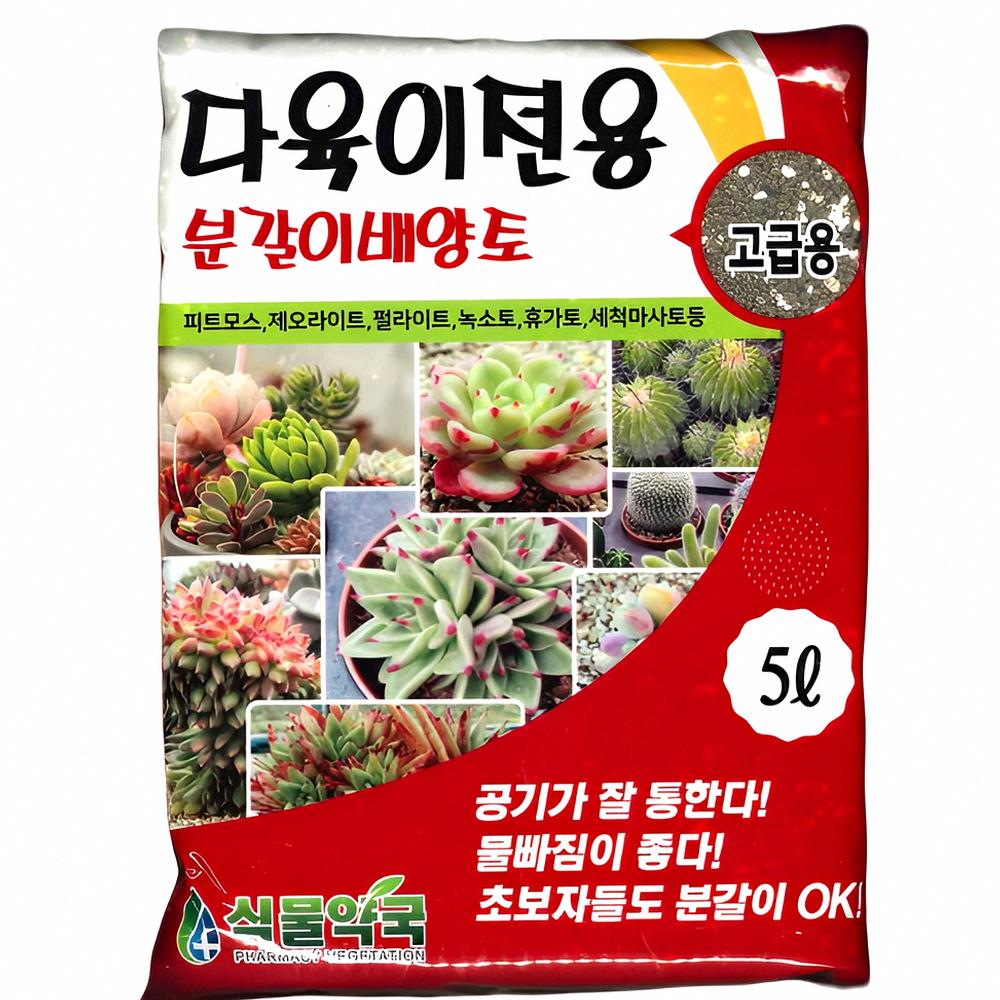 다육이전용
분갈이배양토
고급용
피트모스,제오라이트,펄라이트,녹소토,휴가토,세척마사토등
5ℓ
공기가 잘 통한다!
물빠짐이 좋다!
초보자들도 분갈이 OK!
식물약국
PHARMACY VEGETATION